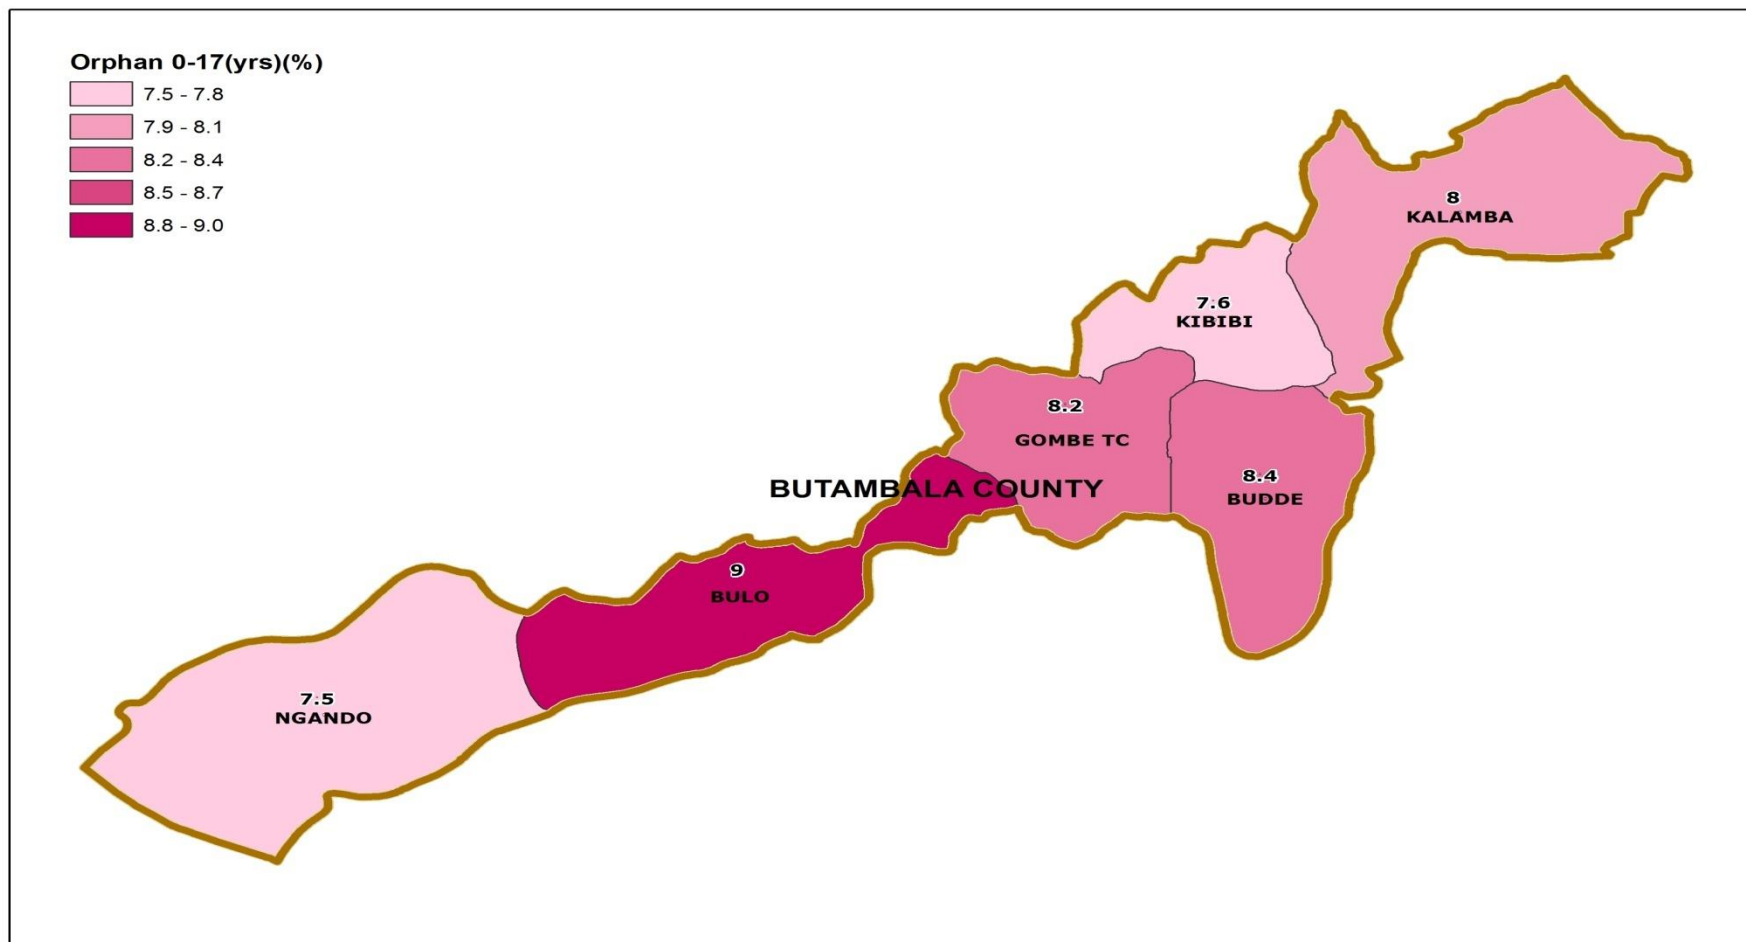 Orphan 0-17(yrs)(%)
7.5 - 7.8
7.9 - 8.1
8.2 - 8.4
8.5 - 8.7
8.8 - 9.0
8
KALAMBA
7.6
KIBIBI
8.2
GOMBE TC
8.4
BUDDE
BUTAMBALA COUNTY
9
BULO
7.5
NGANDO